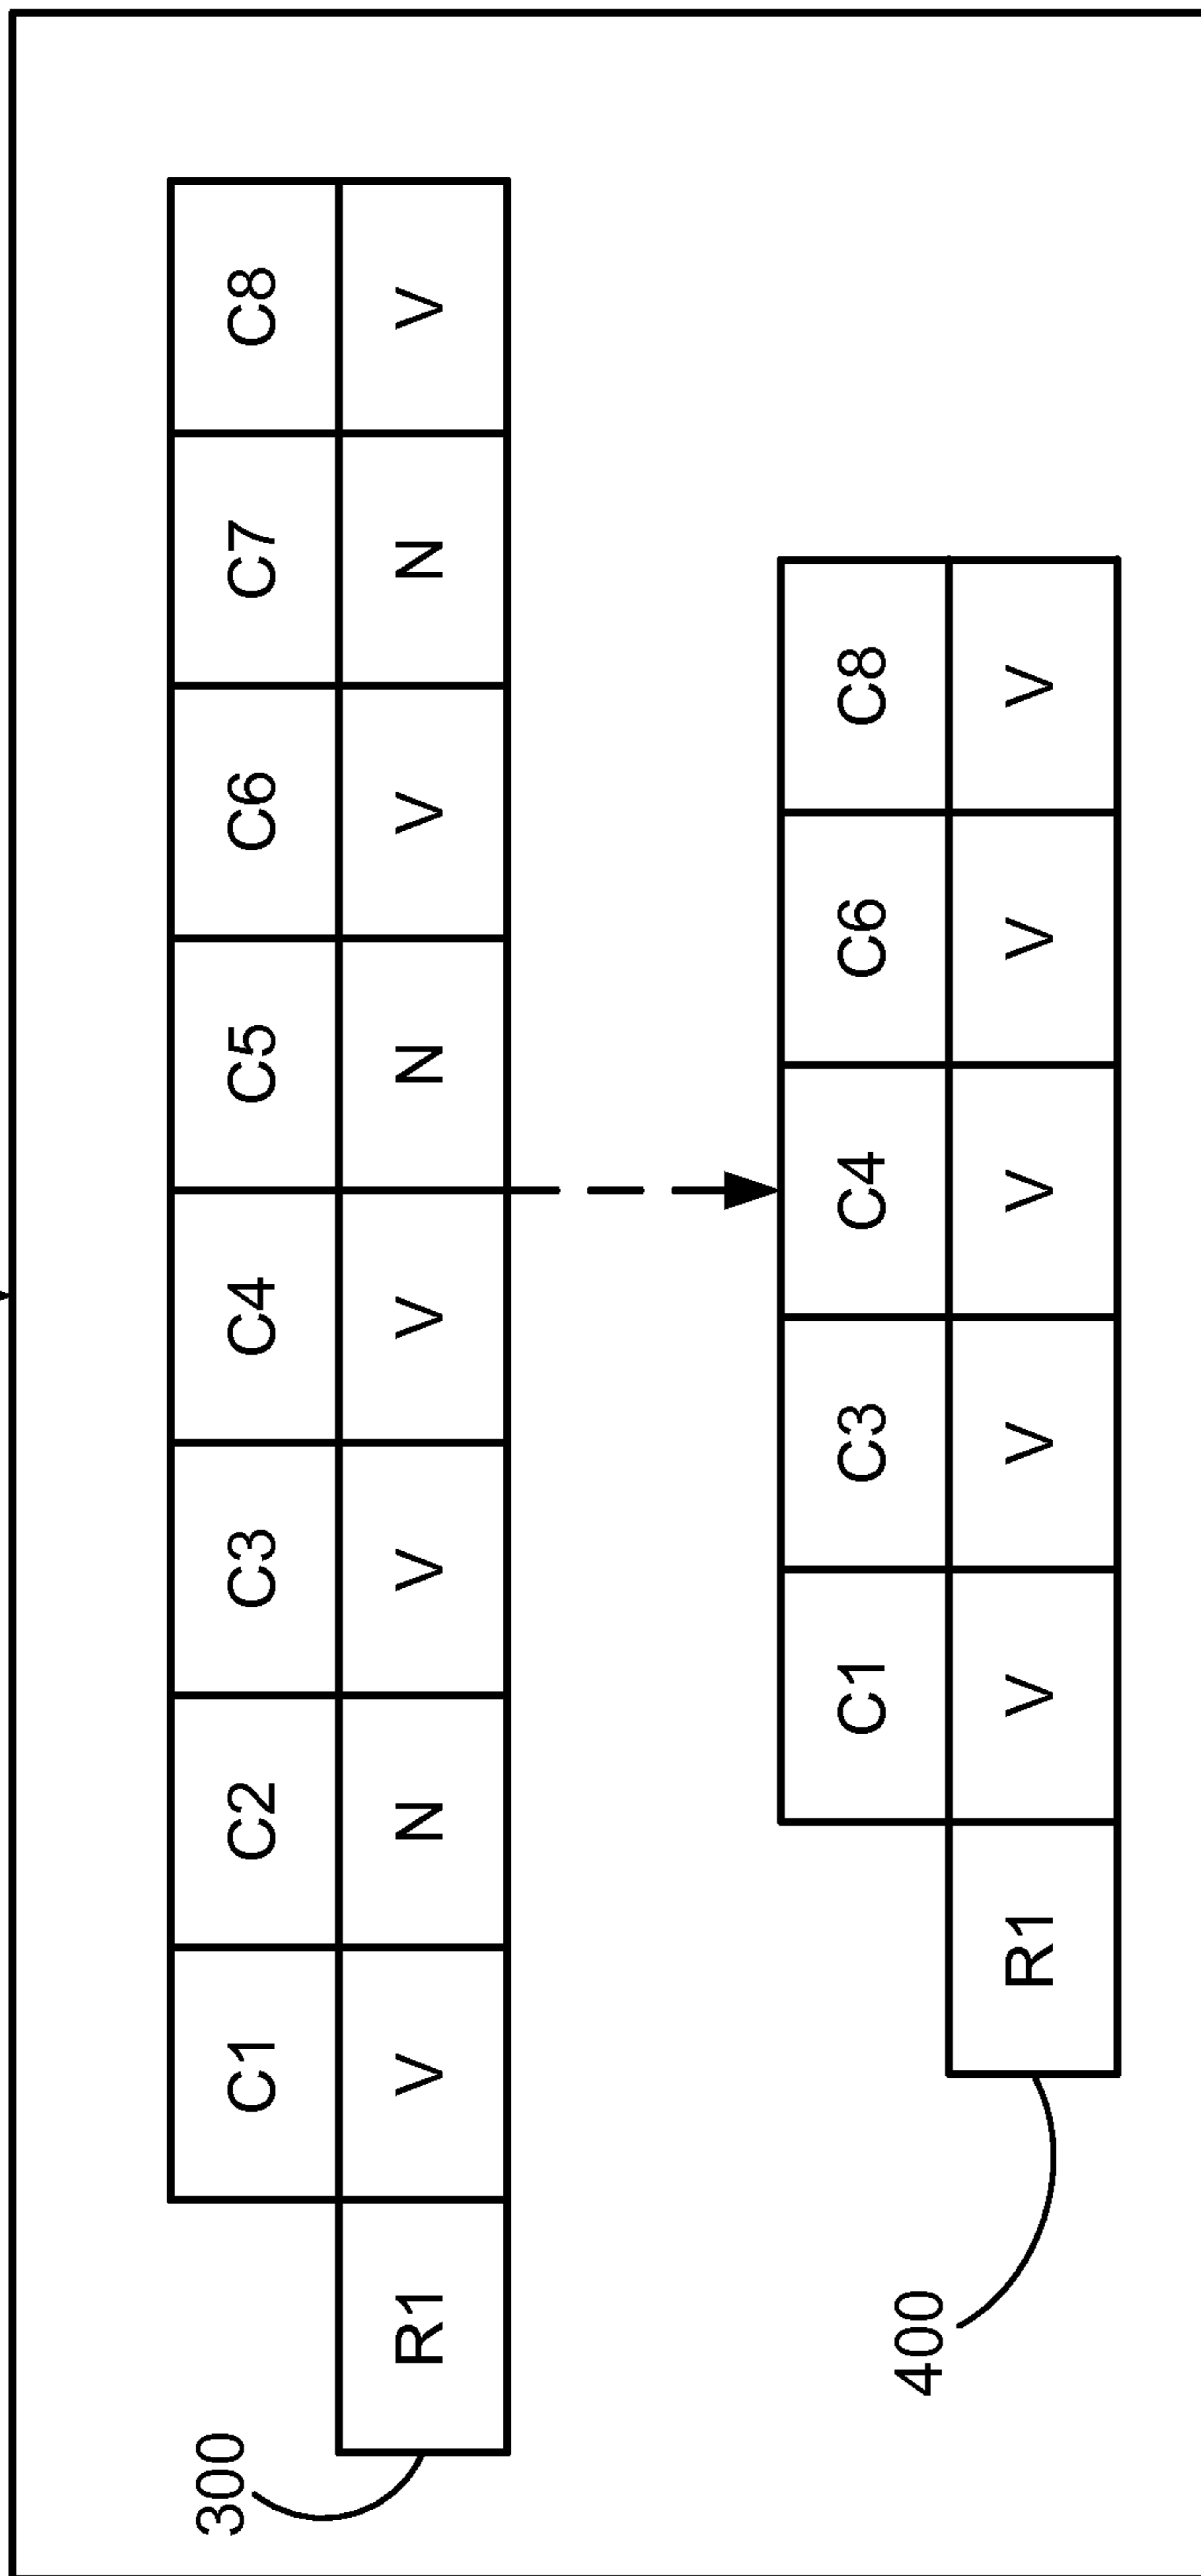 300
C1 C2 C3 C4 C5 C6 C7 C8
R1 V N V V N V N V
400
C1 C3 C4 C6 C8
R1 V V V V V